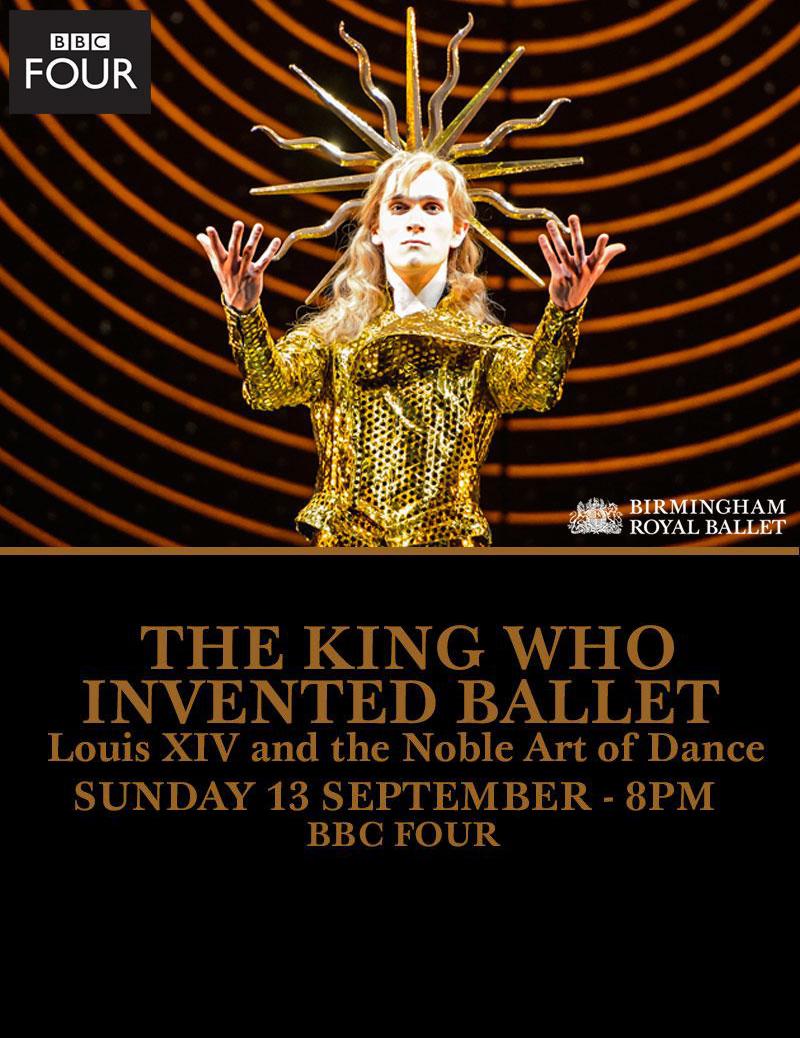 BBC
FOUR
BIRMINGHAM
ROYAL BALLET
THE KING WHO
INVENTED BALLET
Louis XIV and the Noble Art of Dance
SUNDAY 13 SEPTEMBER - 8PM
BBC FOUR